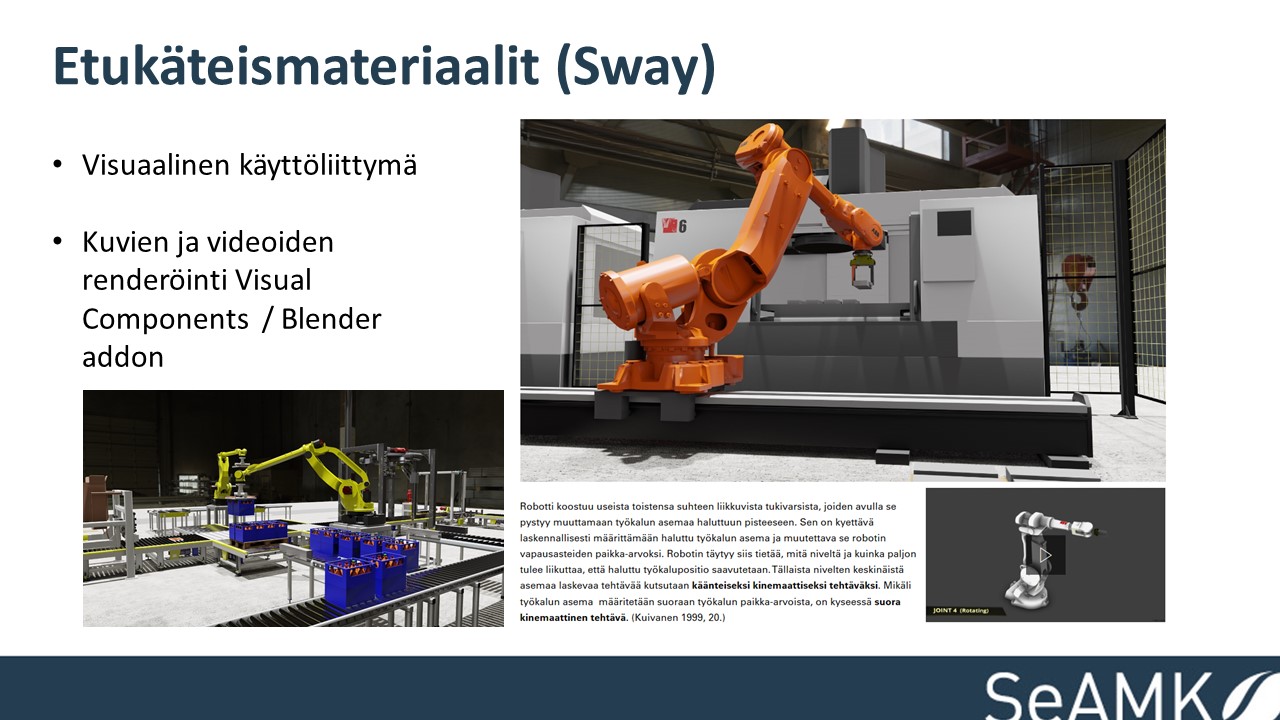 Etukäteismateriaalit (Sway)
• Visuaalinen käyttöliittymä
• Kuvien ja videoiden
renderöinti Visual
Components / Blender
addon
6
Robotti koostuu useista toistensa suhteen liikkuvista tukivarsista, joiden avulla se
pystyy muuttamaan työkalun asemaa haluttuun pisteeseen. Sen on kyettävä
laskennallisesti määrittämään haluttu työkalun asema ja muutettava se robotin
vapausasteiden paikka-arvoksi. Robotin täytyy siis tietää, mitä niveltä ja kuinka paljon
tulee liikuttaa, että haluttu työkalupositio saavutetaan. Tällaista nivelten keskinäistä
asemaa laskevaa tehtävää kutsutaan käänteiseksi kinemaattiseksi tehtäväksi. Mikäli
työkalun asema määritetään suoraan työkalun paikka-arvoista, on kyseessä suora
kinemaattinen tehtävä. (Kuivanen 1999, 20.)
JOINT 4 (Rotating)
SeAMK